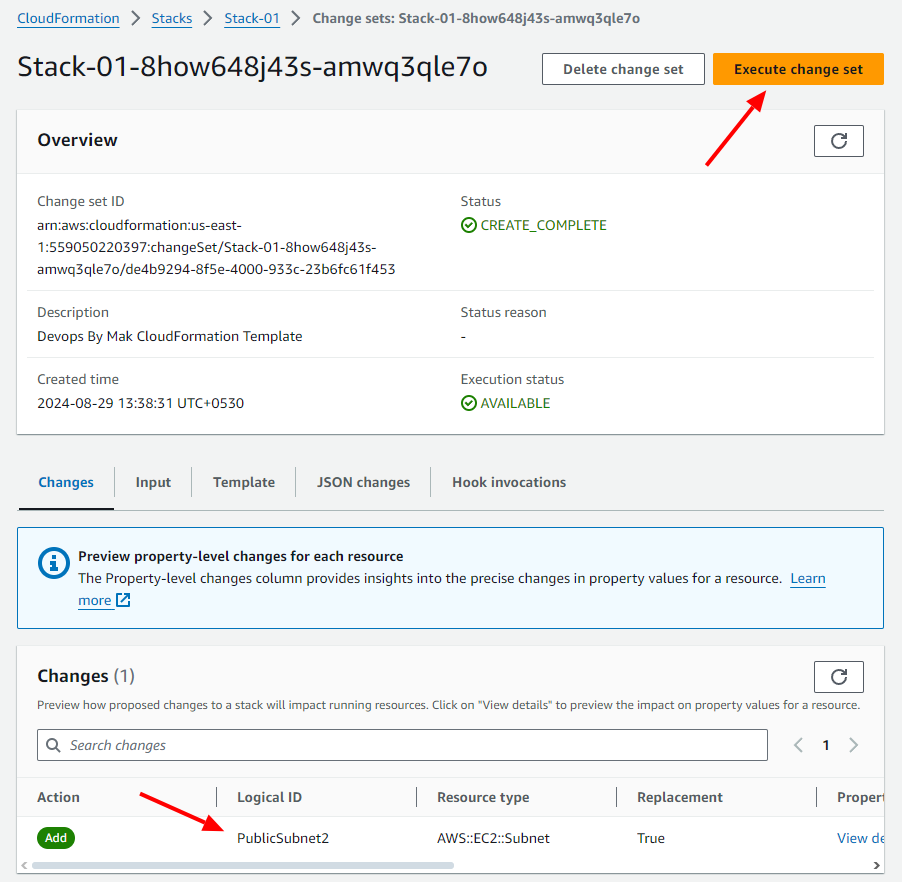 CloudFormation > Stacks > Stack-01 > Change sets: Stack-01-8how648j43s-amwq3qle7o
Stack-01-8how648j43s-amwq3qle7o
Delete change set
Execute change set
Overview
Change set ID
arn:aws:cloudformation:us-east-
1:559050220397:changeSet/Stack-01-8how648j43s-
amwq3qle7o/de4b9294-8f5e-4000-933c-23b6fc61f453
Status
CREATE_COMPLETE
Description
Devops By Mak CloudFormation Template
Status reason
-
Created time
2024-08-29 13:38:31 UTC+0530
Execution status
AVAILABLE
Changes
Input
Template
JSON changes
Hook invocations
Preview property-level changes for each resource
The Property-level changes column provides insights into the precise changes in property values for a resource. Learn
more
Changes (1)
Preview how proposed changes to a stack will impact running resources. Click on "View details" to preview the impact on property values for a resource.
Search changes
1
Action Logical ID Resource type Replacement Propert
Add PublicSubnet2 AWS::EC2::Subnet True View de